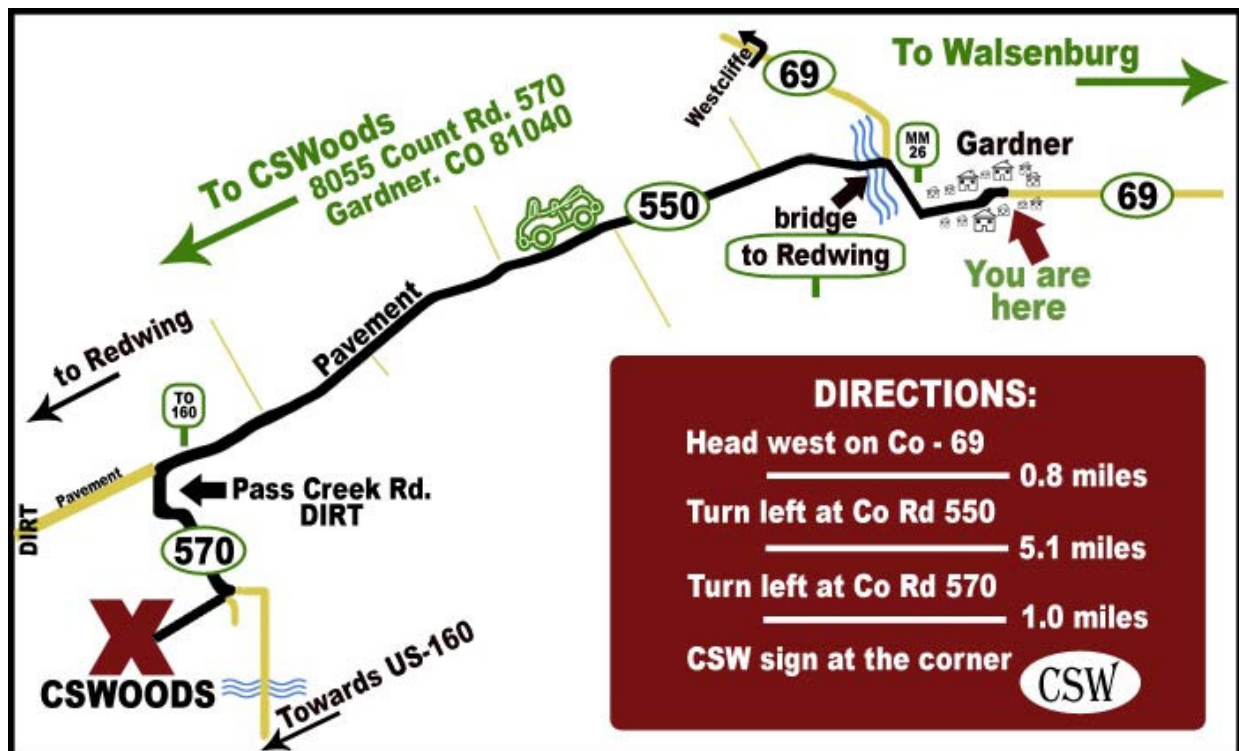 To Walsenburg
69
Westcliffe
MM
26
Gardner
69
To CSWoods
8055 Count Rd. 570
Gardner. CO 81040
550
bridge
to Redwing
You are
here
Pavement
to Redwing
TO
160
Pavement
DIRT
Pass Creek Rd.
DIRT
570
X
CSWOODS
Towards US-160
DIRECTIONS:
Head west on Co - 69
0.8 miles
Turn left at Co Rd 550
5.1 miles
Turn left at Co Rd 570
1.0 miles
CSW sign at the corner
CSW